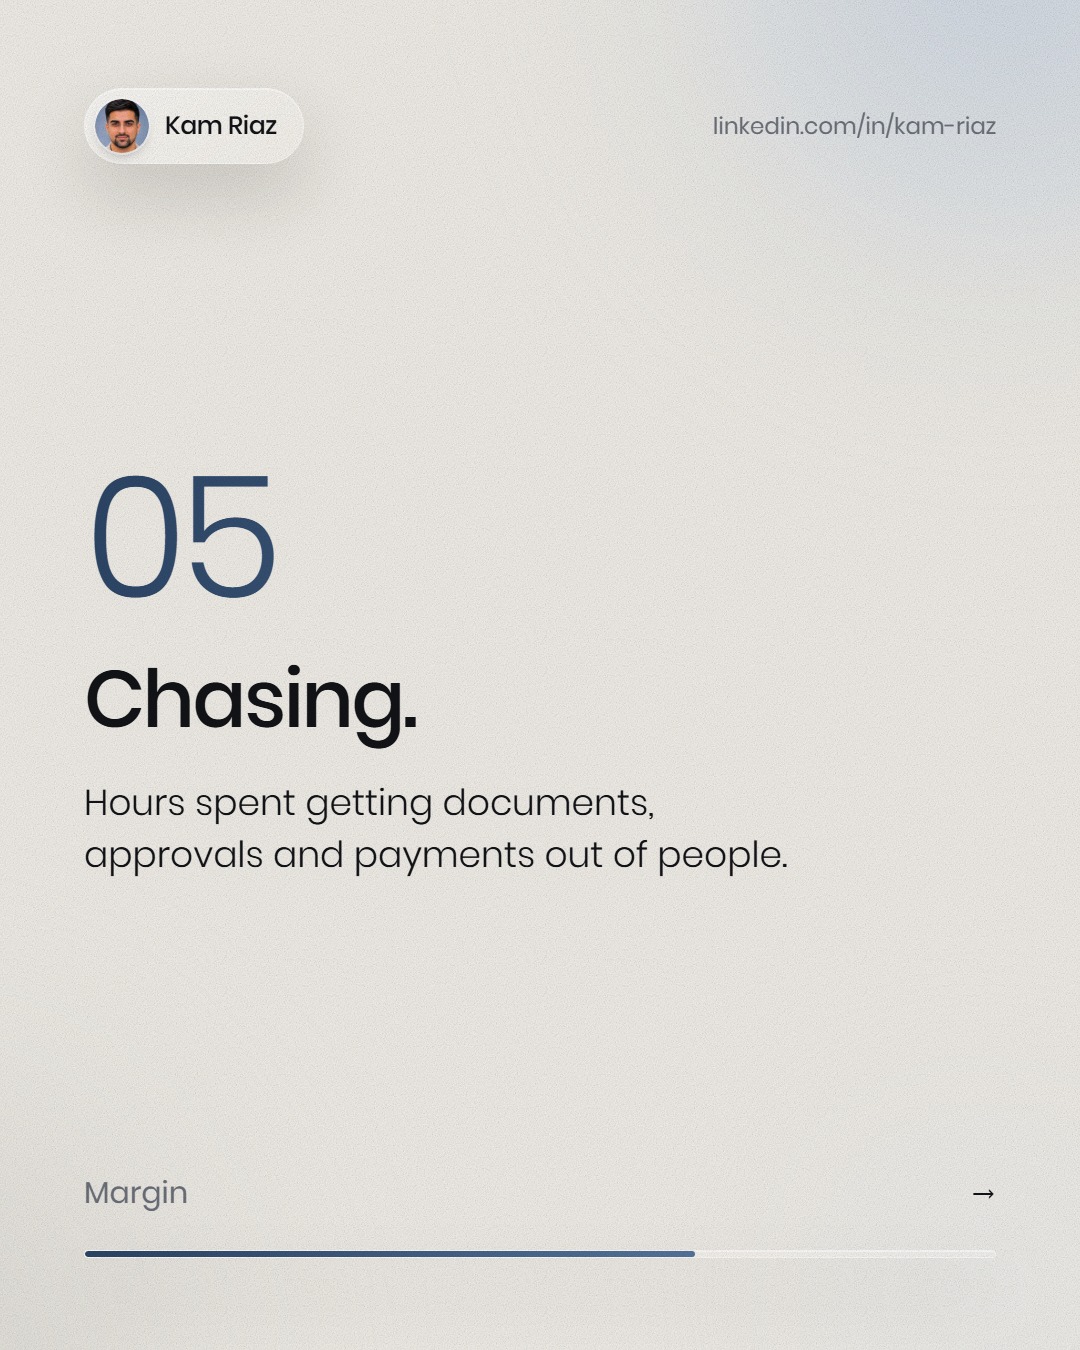 Kam Riaz
linkedin.com/in/kam-riaz
05
Chasing.
Hours spent getting documents,
approvals and payments out of people.
Margin
→